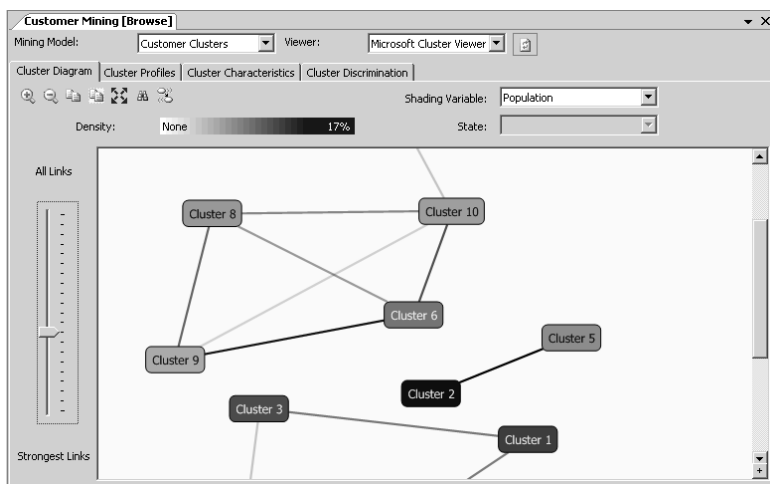 Customer Mining [Browse]
Mining Model: Customer Clusters Viewer: Microsoft Cluster Viewer
Cluster Diagram Cluster Profiles Cluster Characteristics Cluster Discrimination
Shading Variable: Population
Density: None 17% State:
All Links
Cluster 8 Cluster 10
Cluster 6
Cluster 5
Cluster 9
Cluster 2
Cluster 3
Cluster 1
Strongest Links